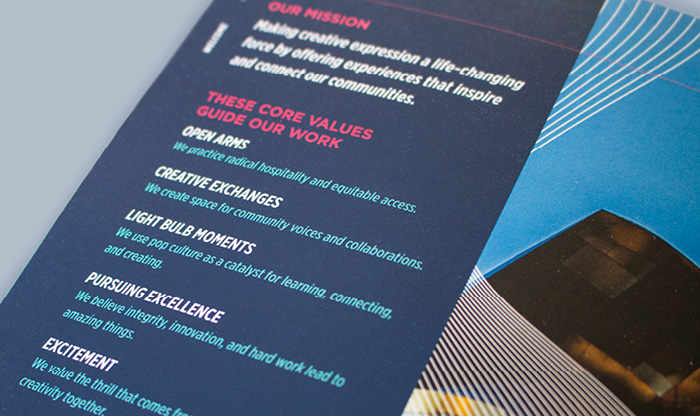 OUR MISSION
Making creative expression a life-changing
force by offering experiences that inspire
and connect our communities.
THESE CORE VALUES
GUIDE OUR WORK
OPEN ARMS
We practice radical hospitality and equitable access.
CREATIVE EXCHANGES
We create space for community voices and collaborations.
LIGHT BULB MOMENTS
We use pop culture as a catalyst for learning, connecting,
and creating.
PURSUING EXCELLENCE
We believe integrity, innovation, and hard work lead to
amazing things.
EXCITEMENT
We value the thrill that comes
creativity together.